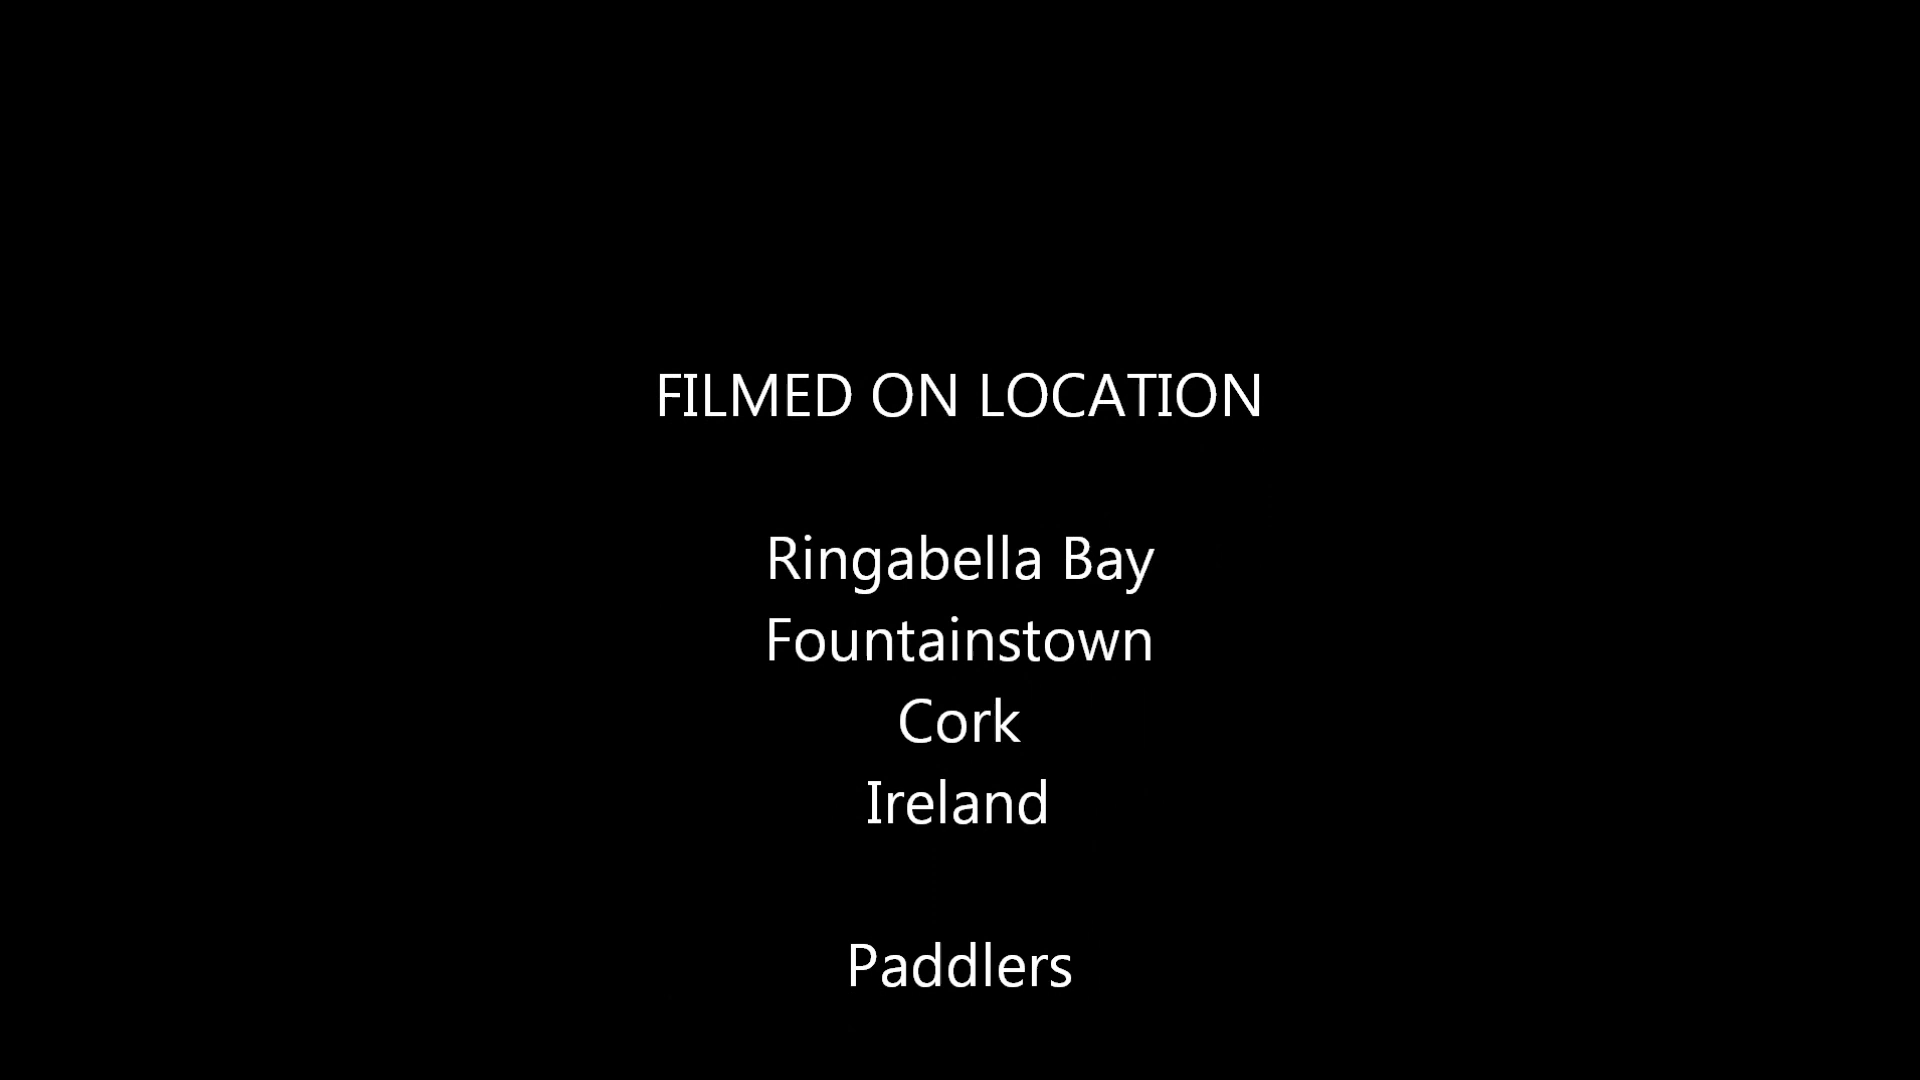 FILMED ON LOCATION
Ringabella Bay
Fountainstown
Cork
Ireland
Paddlers